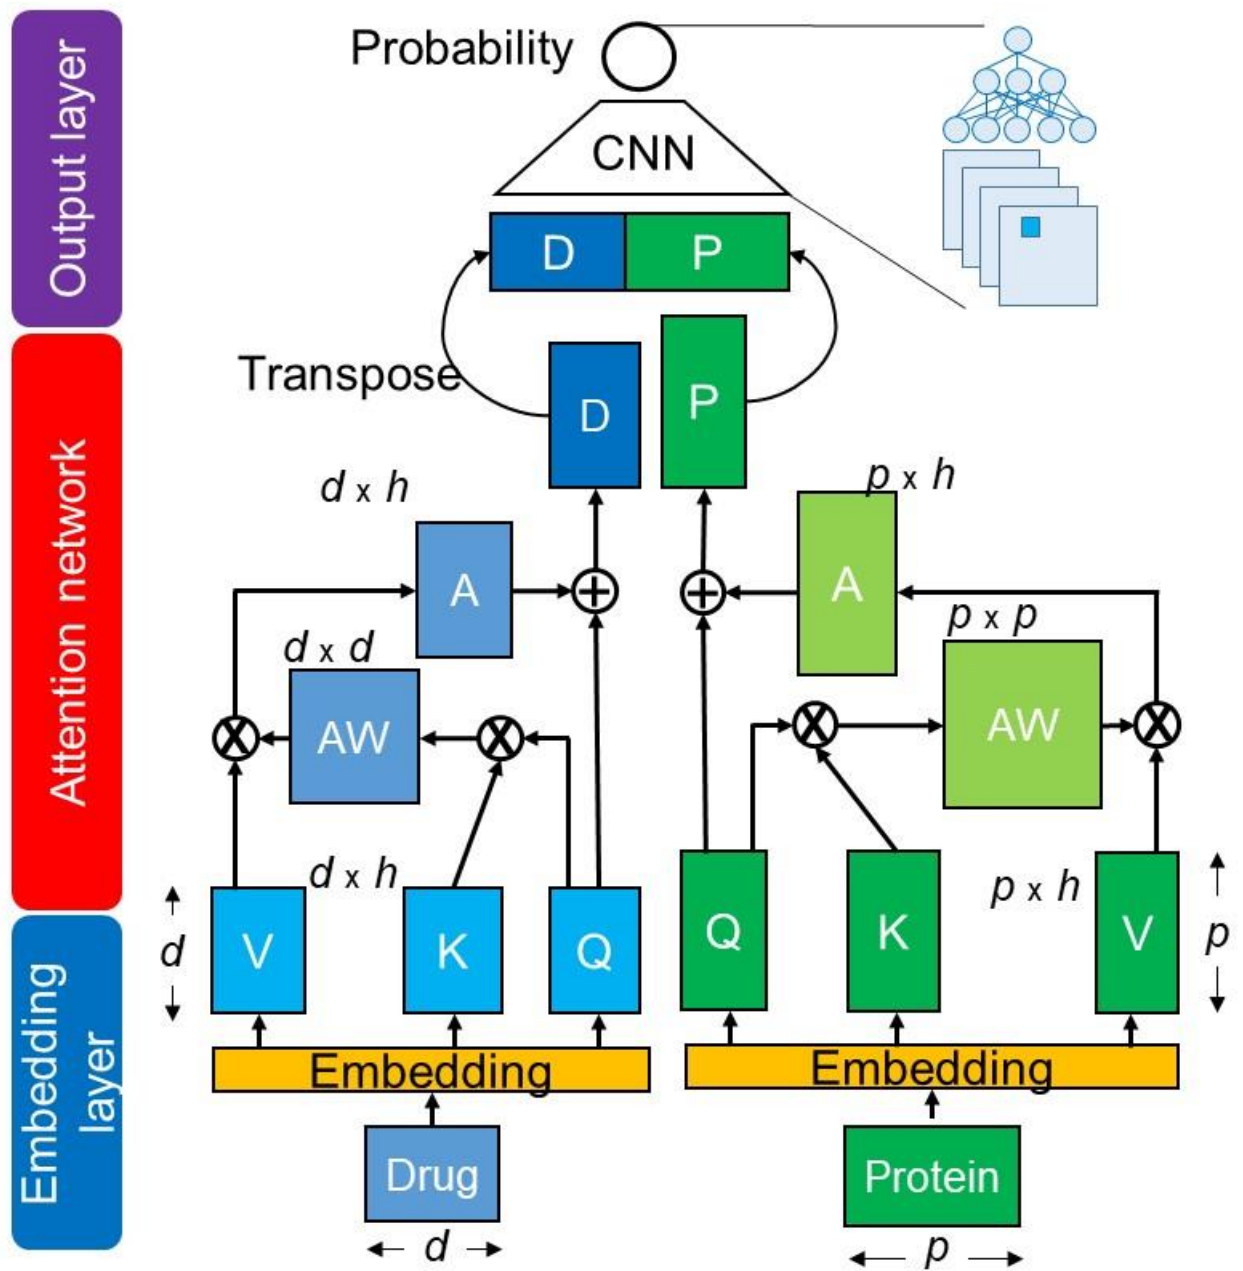 Output layer
Probability
CNN
D P
Attention network
Transpose
D
P
d x h
p x h
A
A
d x d
p x p
AW
AW
X
X
X
X
+
+
d x h
p x h
d
V
K
Q
Q
K
V
p
Embedding
layer
Embedding
Embedding
Drug
Protein
d
p